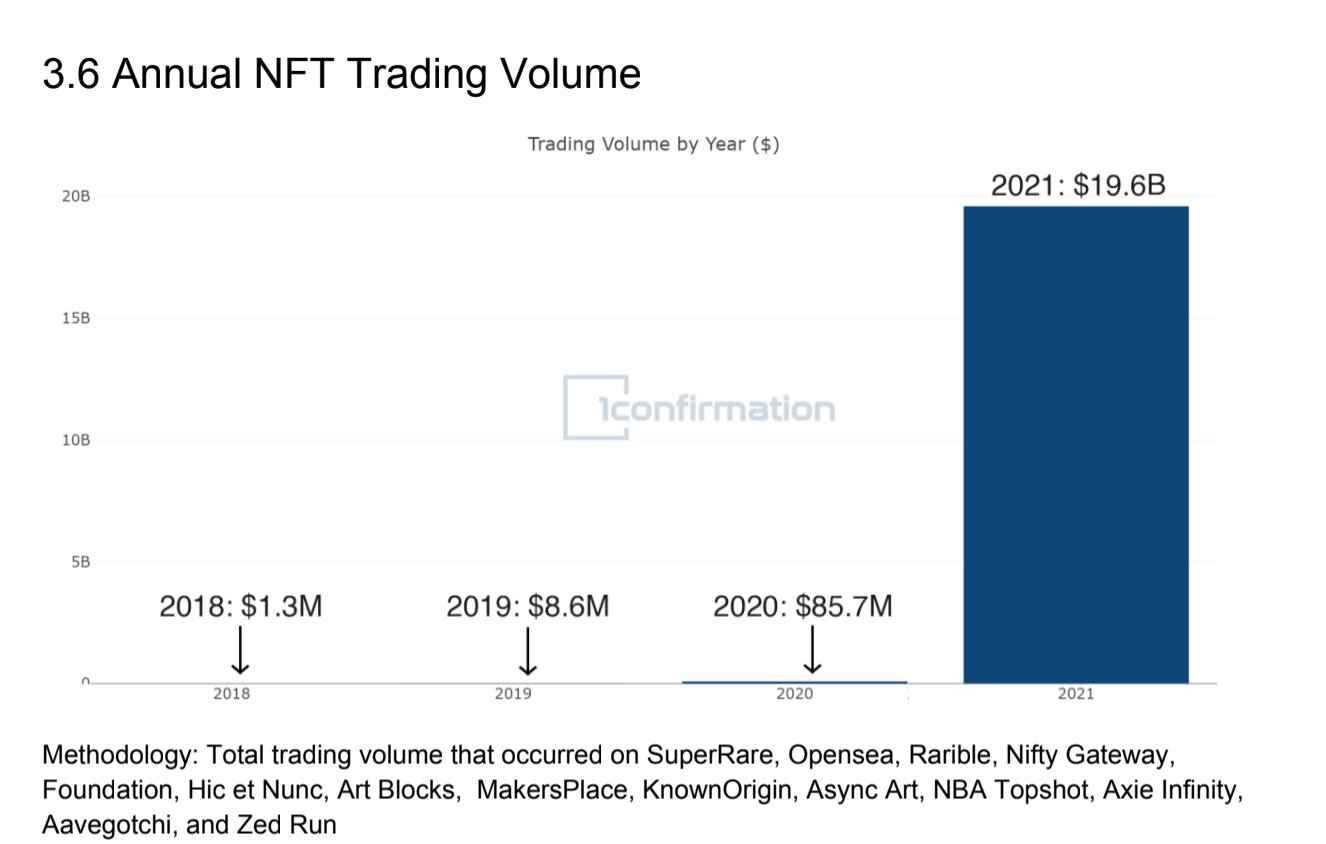 3.6 Annual NFT Trading Volume
Trading Volume by Year ($)
2021: $19.6B
20B
15B
1confirmation
10B
5B
2018: $1.3M
2019: $8.6M
2020: $85.7M
0
2018
2019
2020
2021
Methodology: Total trading volume that occurred on SuperRare, Opensea, Rarible, Nifty Gateway,
Foundation, Hic et Nunc, Art Blocks,  MakersPlace, KnownOrigin, Async Art, NBA Topshot, Axie Infinity,
Aavegotchi, and Zed Run